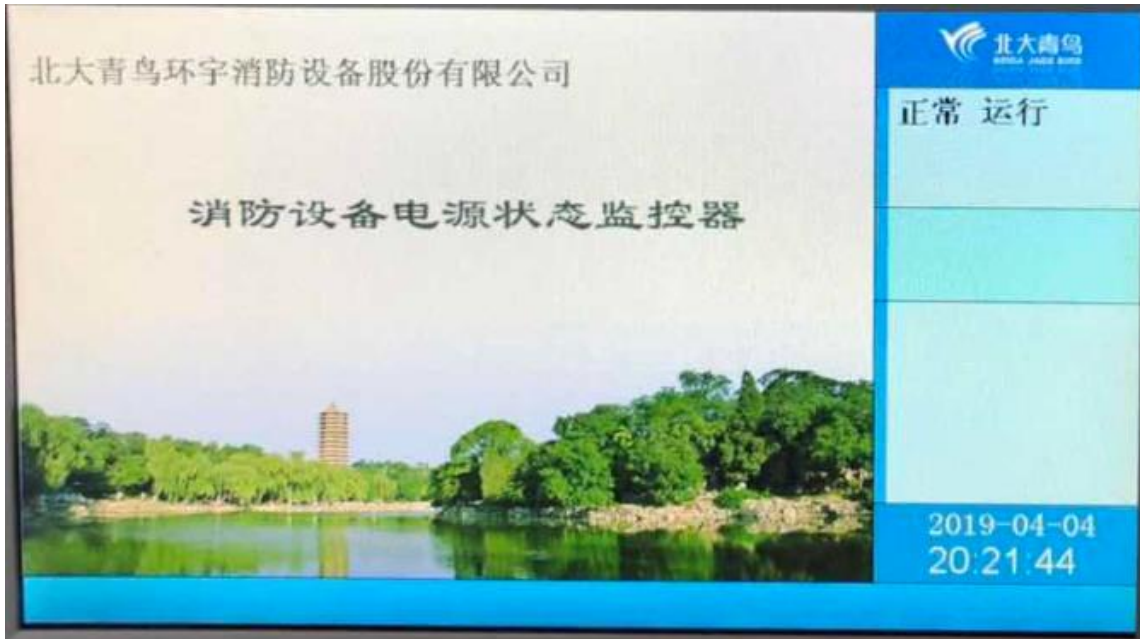 北大青鸟环宇消防设备股份有限公司
消防设备电源状态监控器
北大青鸟
正常 运行
2019-04-04
20:21:44